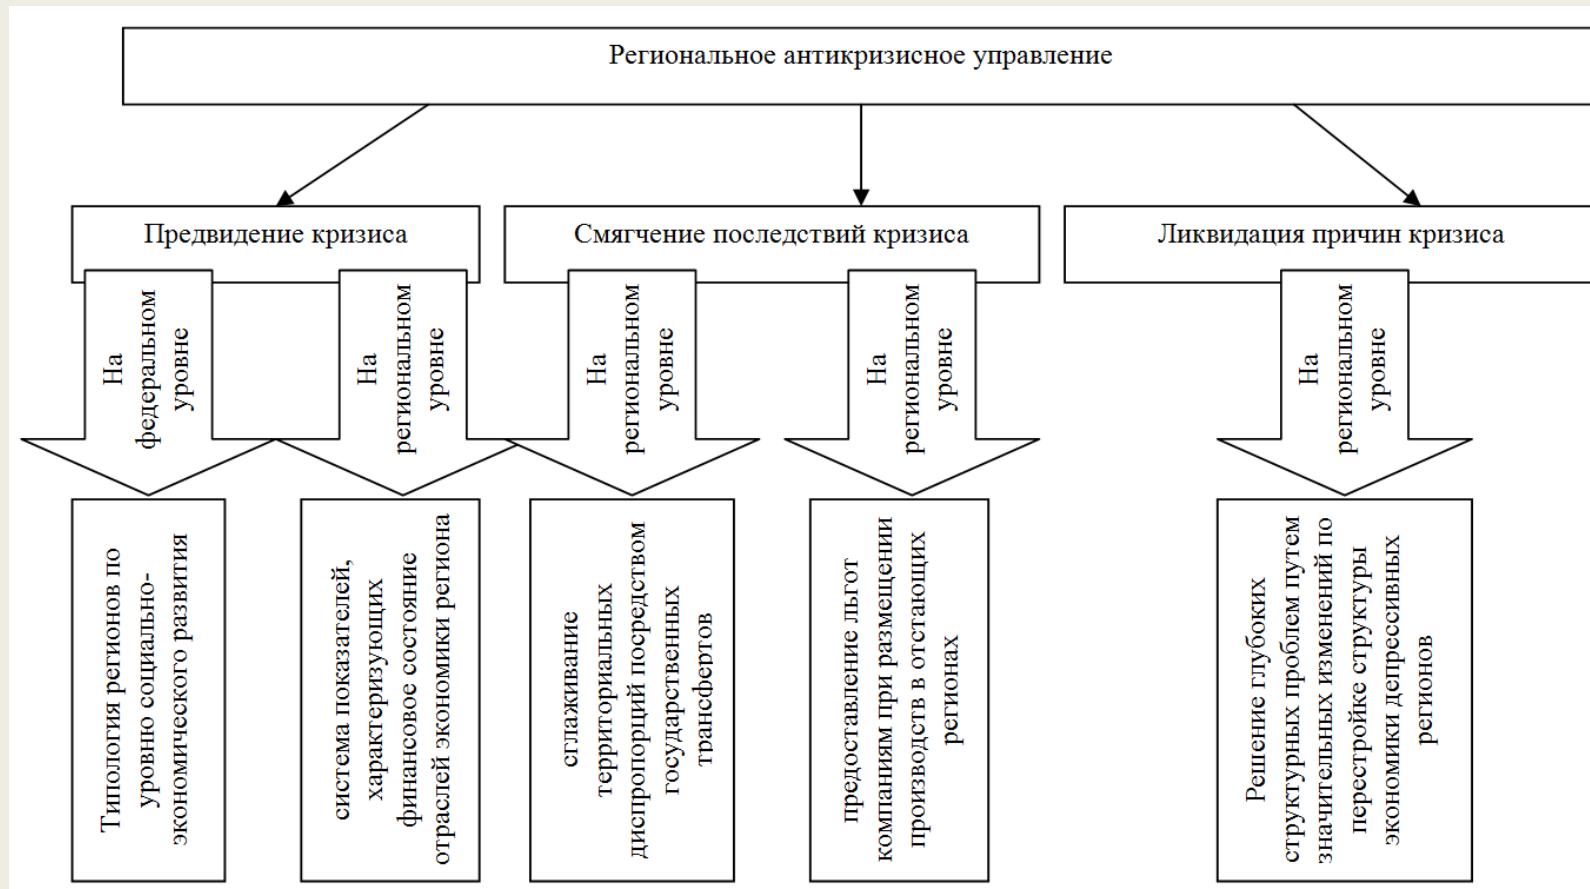 Региональное антикризисное управление
Предвидение кризиса
Смягчение последствий кризиса
Ликвидация причин кризиса
На
федеральном
уровне
На
региональном
уровне
На
региональном
уровне
На
региональном
уровне
На
региональном
уровне
Типология регионов по
уровню социально-
экономического развития
система показателей,
характеризующих
финансовое состояние
отраслей экономики региона
сглаживание
территориальных
диспропорций посредством
государственных
трансфертов
предоставление льгот
компаниям при размещении
производств в отстающих
регионах
Решение глубоких
структурных проблем путем
значительных изменений по
перестройке структуры
экономики депрессивных
регионов